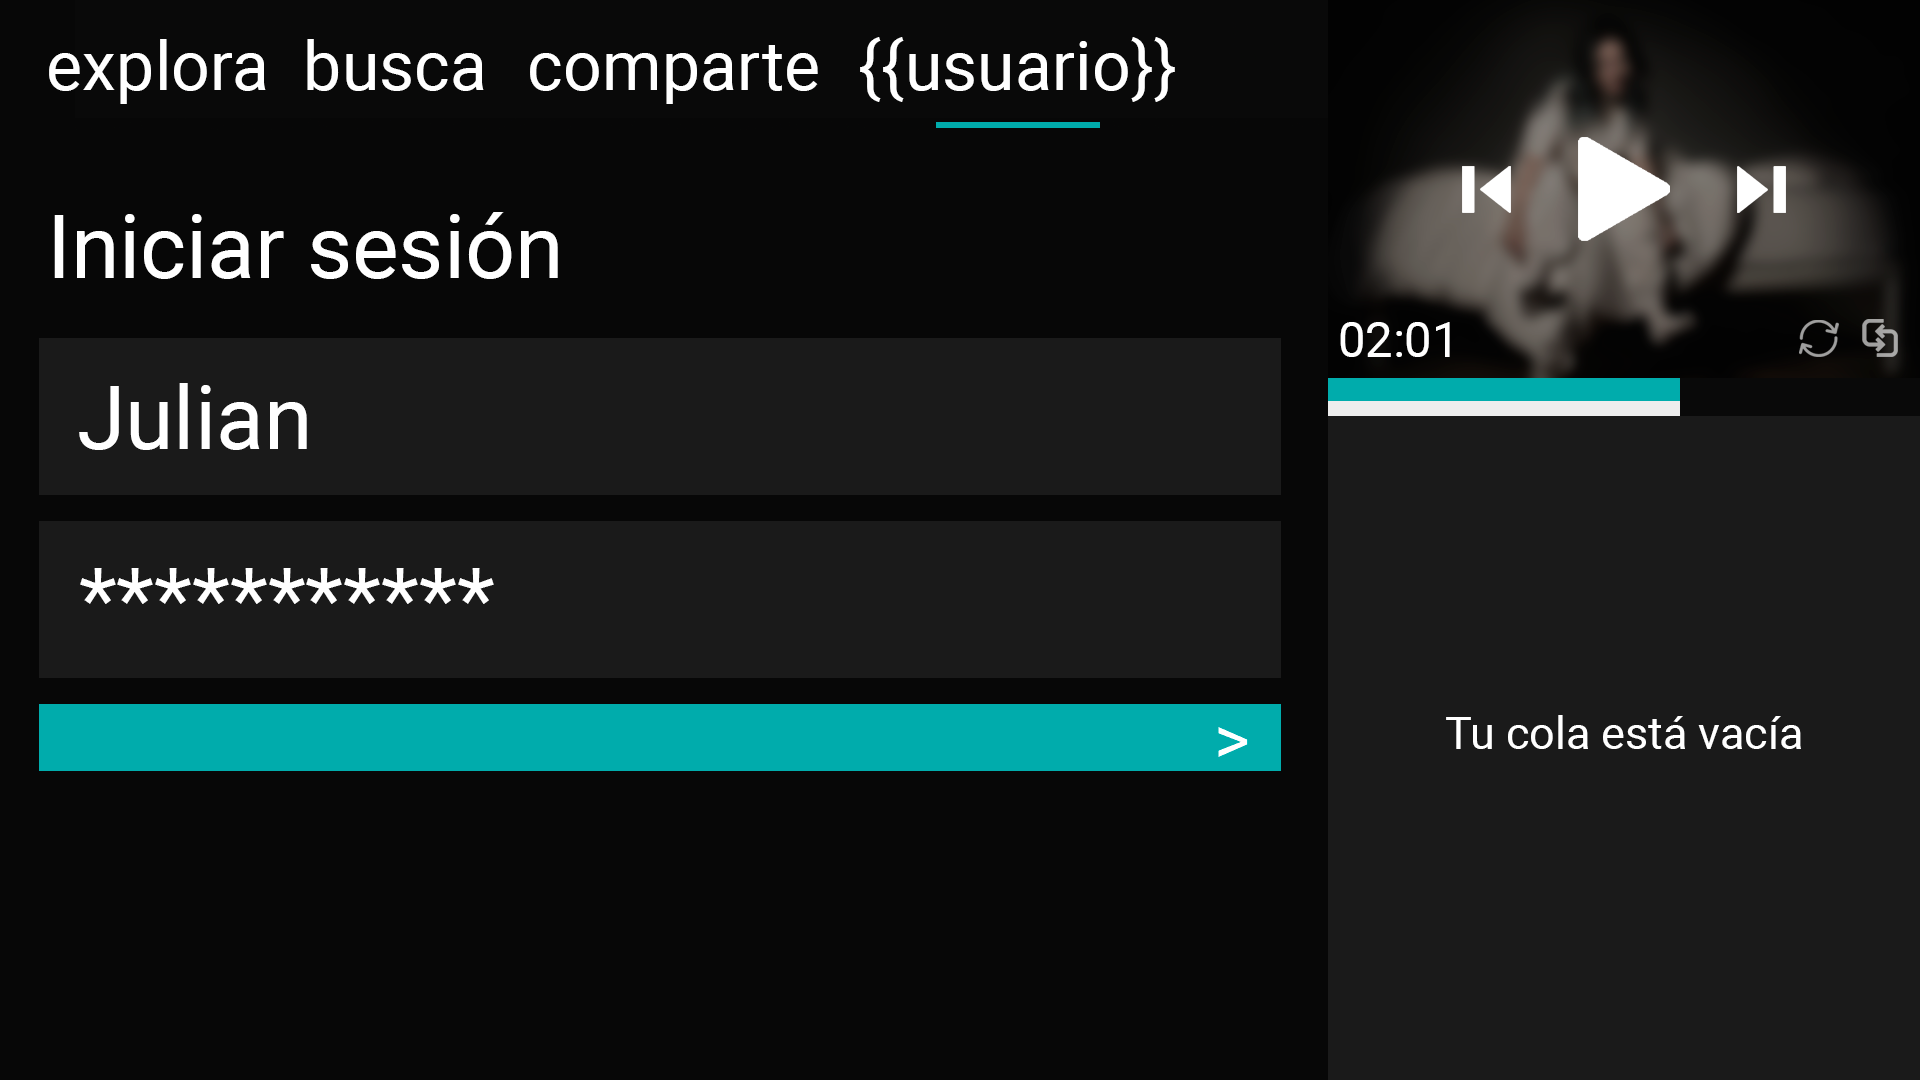 explora busca comparte {{usuario}}
Iniciar sesión
Julian
***********
>
02:01
Tu cola está vacía